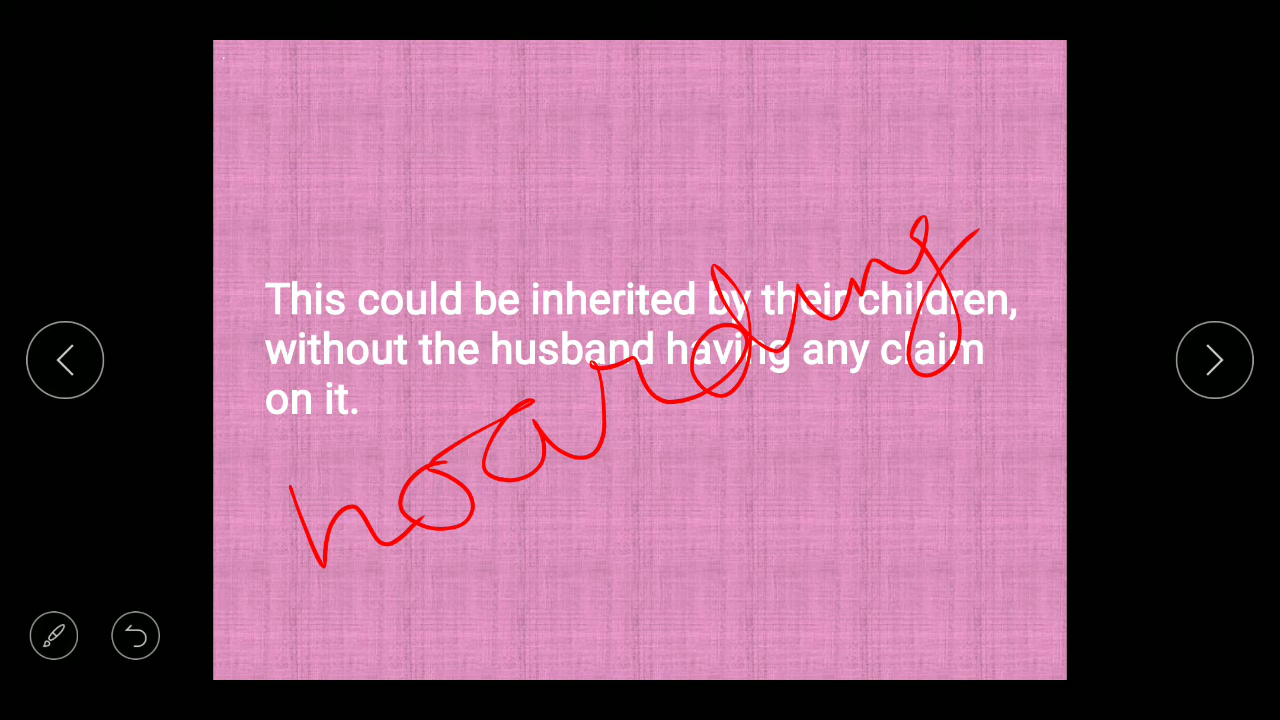 This could be inherited by their children,
without the husband having any claim
on it.
hoarding